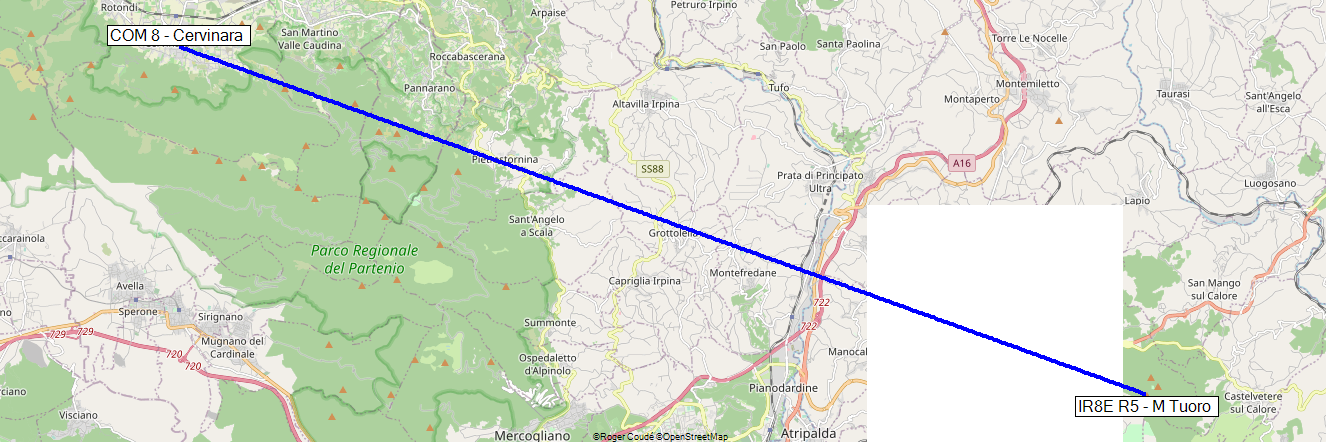 Petruro Irpino
Arpaise
Rotondi
COM 8 - Cervinara
San Martino
Valle Caudina
Torre Le Nocelle
San Paolo
Santa Paolina
Roccabascerana
Pannarano
Tufo
Montemiletto
Taurasi
Sant'Angelo
all'Esca
Altavilla Irpina
Montaperto
Pietrastornina
SS88
A16
Prata di Principato
Ultra
Luogosano
Lapio
Sant'Angelo
a Scala
Grottolella
ccarainola
Parco Regionale
del Partenio
Capriglia Irpina
Montefredane
Avella
San Mango
sul Calore
Sperone
Sirignano
722
Summonte
722
729
729
Mugnano del
Cardinale
720
720
Manocal
Ospedaletto
d'Alpinolo
Pianodardine
rciano
Visciano
IR8E R5 - M Tuoro
Castelvetere
sul Calore
Mercogliano
©Roger Coudé ©OpenStreetMap
Atripalda